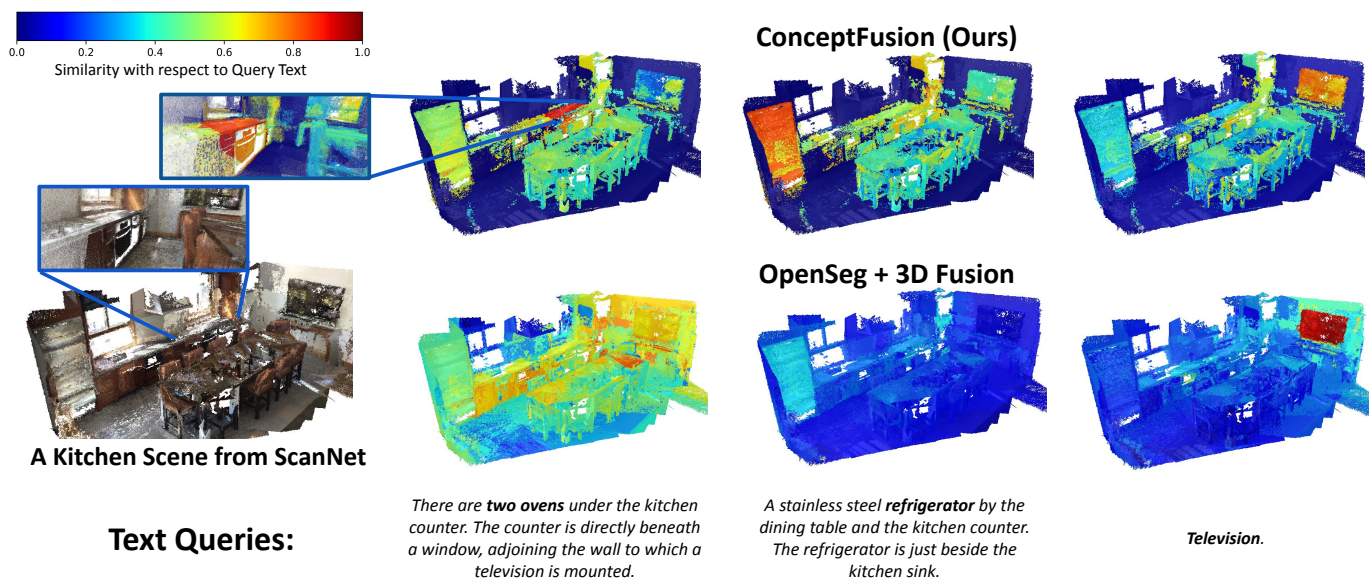 0.0 0.2 0.4 0.6 0.8 1.0
Similarity with respect to Query Text
ConceptFusion (Ours)
OpenSeg + 3D Fusion
A Kitchen Scene from ScanNet
Text Queries:
There are two ovens under the kitchen
counter. The counter is directly beneath
a window, adjoining the wall to which a
television is mounted.
A stainless steel refrigerator by the
dining table and the kitchen counter.
The refrigerator is just beside the
kitchen sink.
Television.